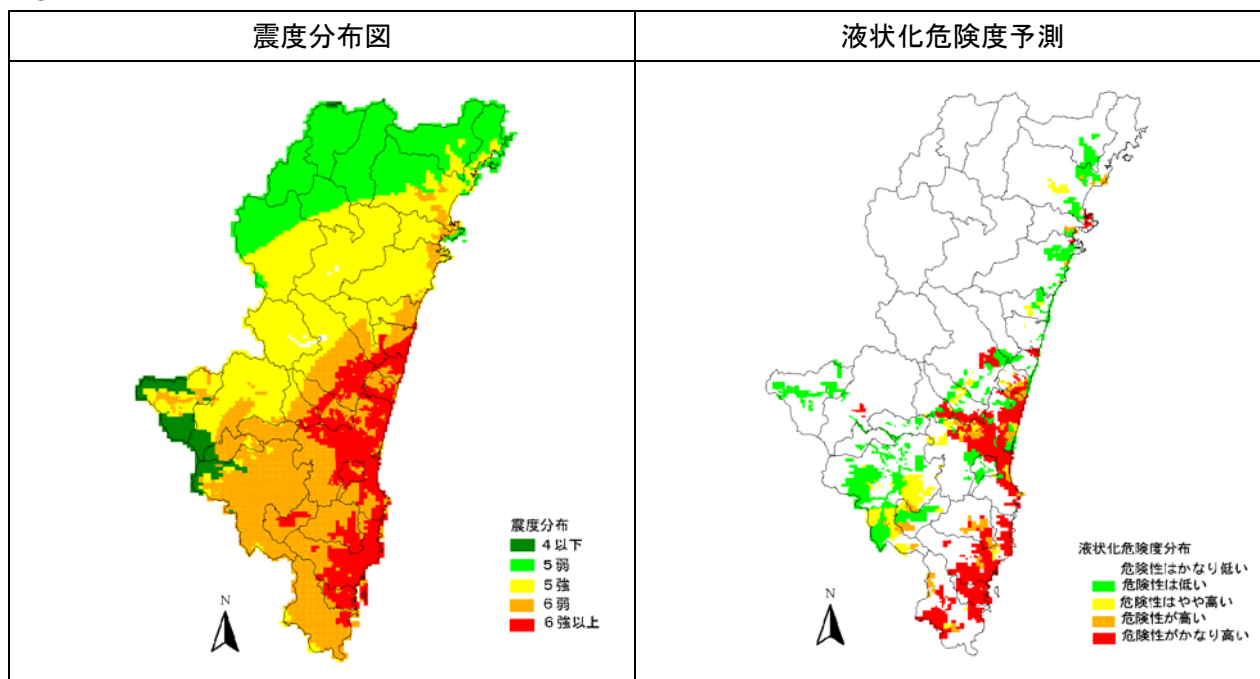 震度分布図
液状化危険度予測
震度分布
4以下
5弱
5強
6弱
6強以上
N
液状化危険度分布
危険性はかなり低い
危険性は低い
危険性はやや高い
危険性が高い
危険性がかなり高い
N